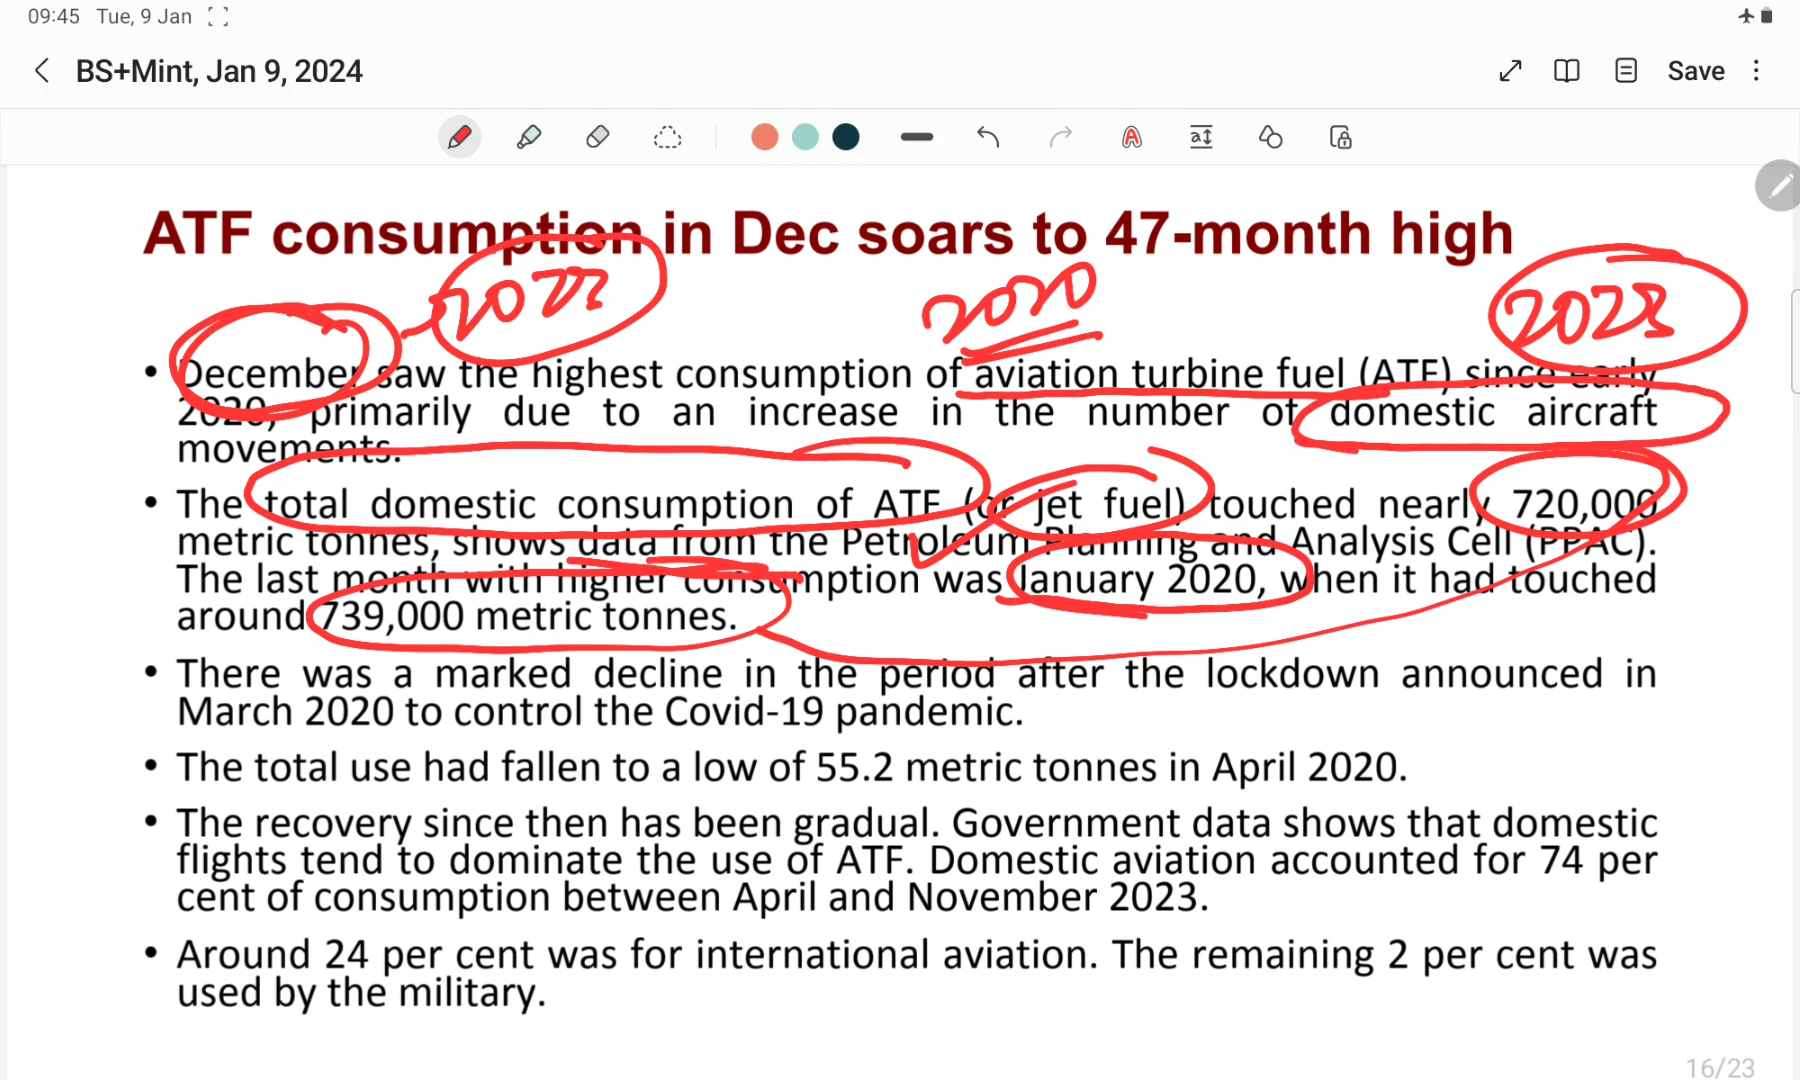 09:45 Tue, 9 Jan
BS+Mint, Jan 9, 2024
Save
ATF consumption in Dec soars to 47-month high
2023 2020 2023
• December saw the highest consumption of aviation turbine fuel (ATF) since early
2020, primarily due to an increase in the number of domestic aircraft
movements.
• The total domestic consumption of ATF (or jet fuel) touched nearly 720,000
metric tonnes, shows data from the Petroleum Planning and Analysis Cell (PPAC).
The last month with higher consumption was January 2020, when it had touched
around 739,000 metric tonnes.
• There was a marked decline in the period after the lockdown announced in
March 2020 to control the Covid-19 pandemic.
• The total use had fallen to a low of 55.2 metric tonnes in April 2020.
• The recovery since then has been gradual. Government data shows that domestic
flights tend to dominate the use of ATF. Domestic aviation accounted for 74 per
cent of consumption between April and November 2023.
• Around 24 per cent was for international aviation. The remaining 2 per cent was
used by the military.
16/23